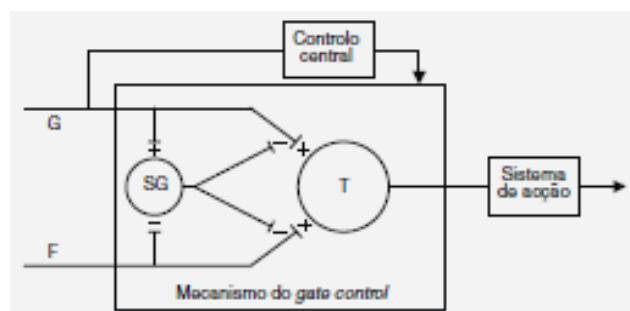 Controlo
central
G
SG
T
Sistema
de acção
F
Mecanismo do gate control